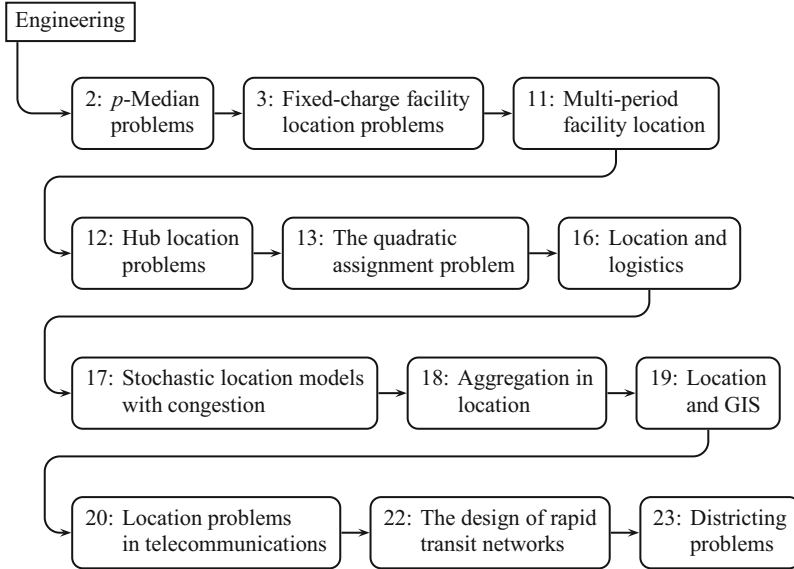 Engineering
2: p-Median
problems
3: Fixed-charge facility
location problems
11: Multi-period
facility location
12: Hub location
problems
13: The quadratic
assignment problem
16: Location and
logistics
17: Stochastic location models
with congestion
18: Aggregation in
location
19: Location
and GIS
20: Location problems
in telecommunications
22: The design of rapid
transit networks
23: Districting
problems